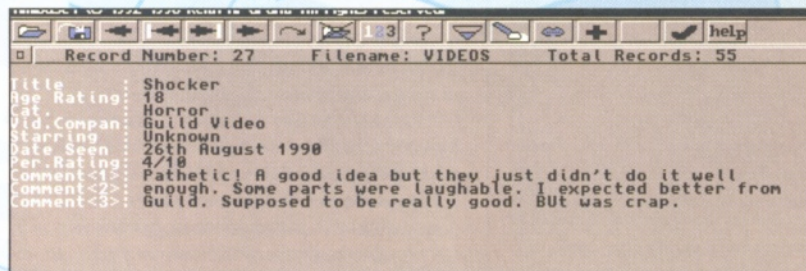 123 ? help
Record Number: 27 Filename: VIDEOS Total Records: 55
Title : Shocker
Age Rating: 18
Cat. : Horror
Vid.Compan: Guild Video
Starring : Unknown
Date Seen : 26th August 1990
Per.Rating: 4/10
Comment<1>: Pathetic! A good idea but they just didn't do it well
Comment<2>: enough. Some parts were laughable. I expected better from
Comment<3>: Guild. Supposed to be really good. BUt was crap.